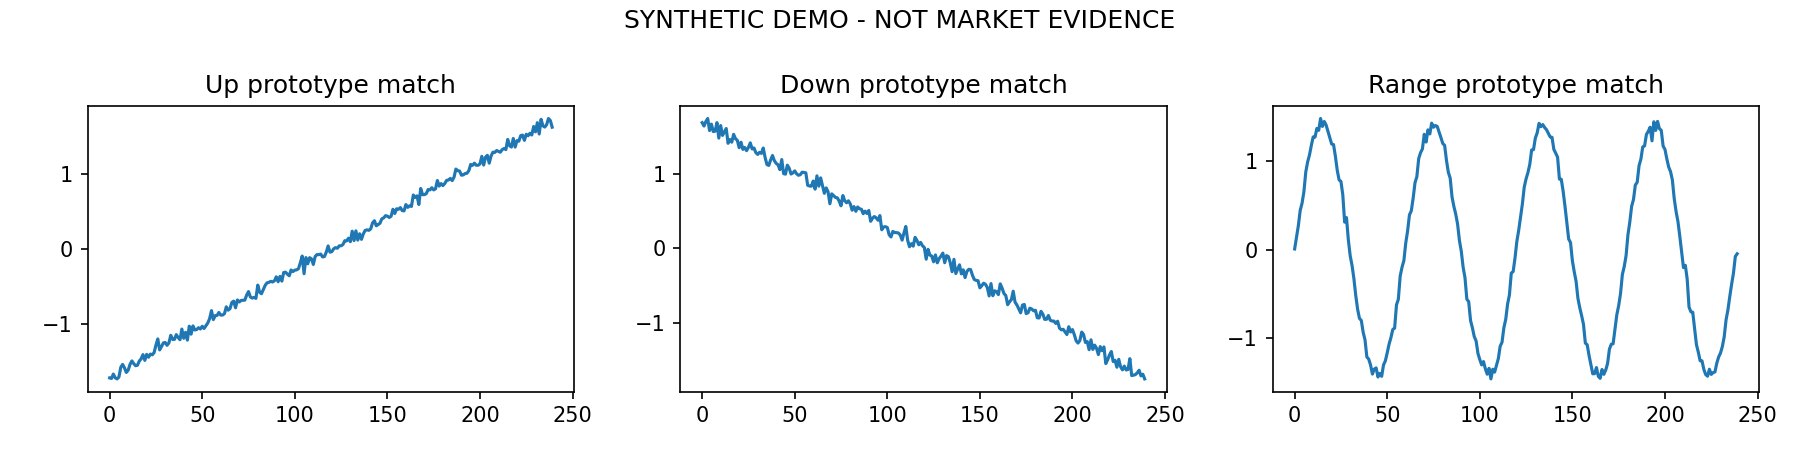 SYNTHETIC DEMO - NOT MARKET EVIDENCE
Up prototype match
Down prototype match
Range prototype match
1
0
−1
0 50 100 150 200 250
1
0
−1
0 50 100 150 200 250
1
0
−1
0 50 100 150 200 250